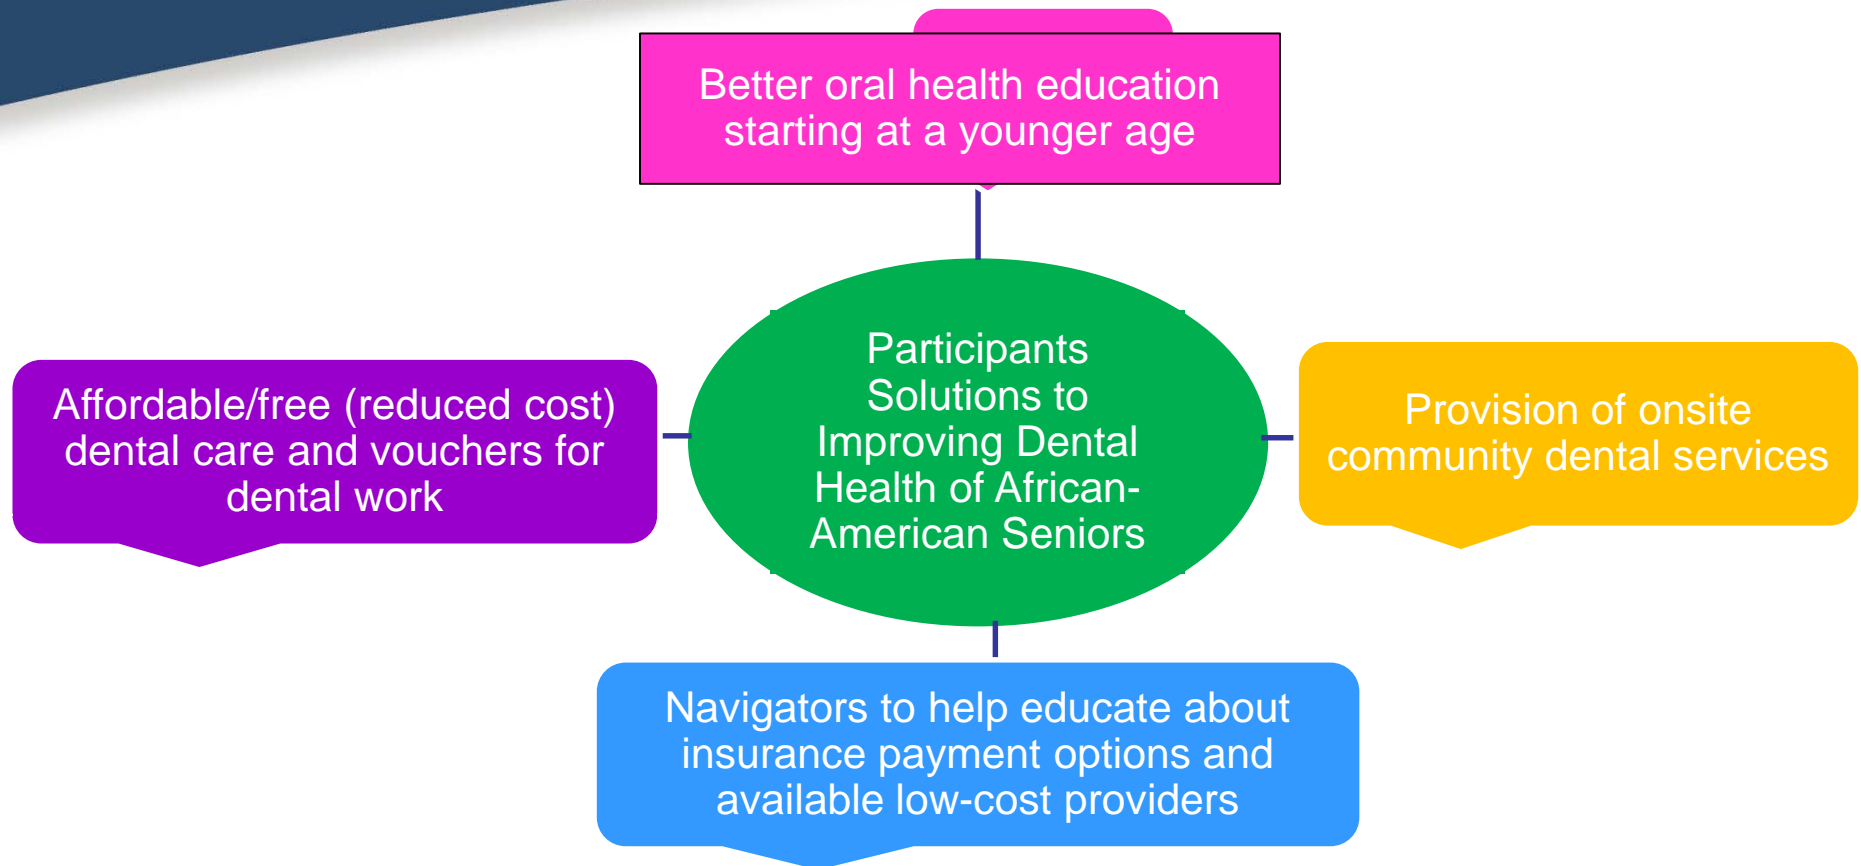 Better oral health education
starting at a younger age
Participants
Solutions to
Improving Dental
Health of African-
American Seniors
Affordable/free (reduced cost)
dental care and vouchers for
dental work
Provision of onsite
community dental services
Navigators to help educate about
insurance payment options and
available low-cost providers